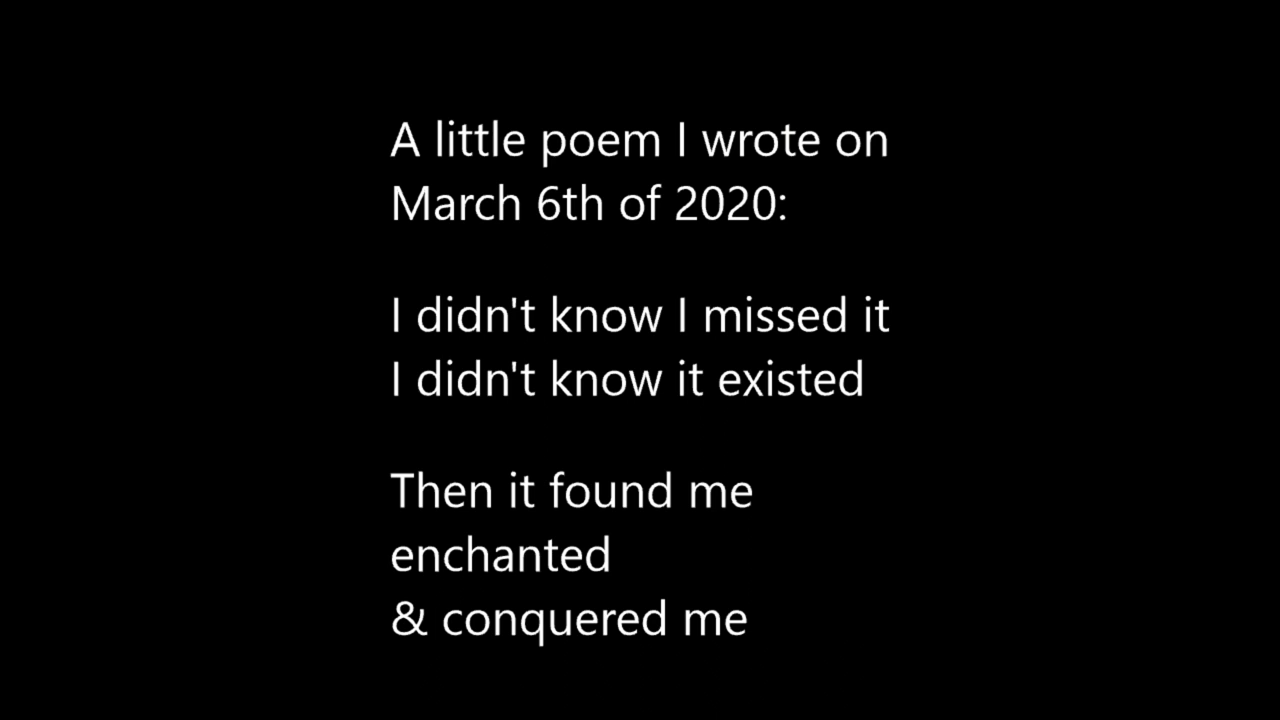 A little poem I wrote on
March 6th of 2020:
I didn't know I missed it
I didn't know it existed
Then it found me
enchanted
& conquered me